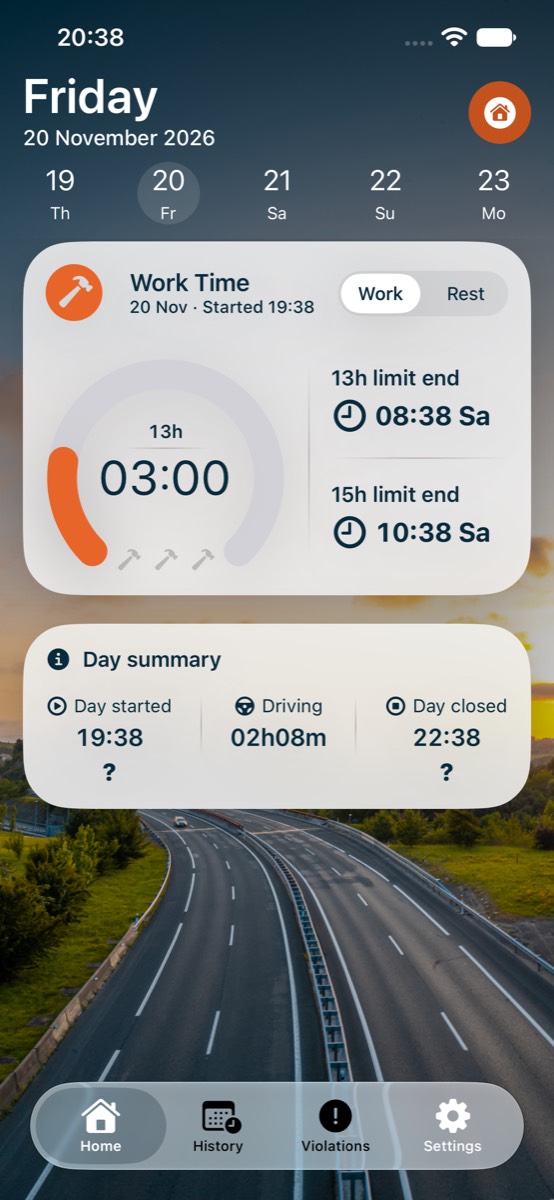 20:38
Friday
20 November 2026
19 20 21 22 23
Th Fr Sa Su Mo
Work Time
20 Nov · Started 19:38
Work Rest
13h
03:00
13h limit end
08:38 Sa
15h limit end
10:38 Sa
Day summary
Day started Driving Day closed
19:38 02h08m 22:38
? ?
Home History Violations Settings